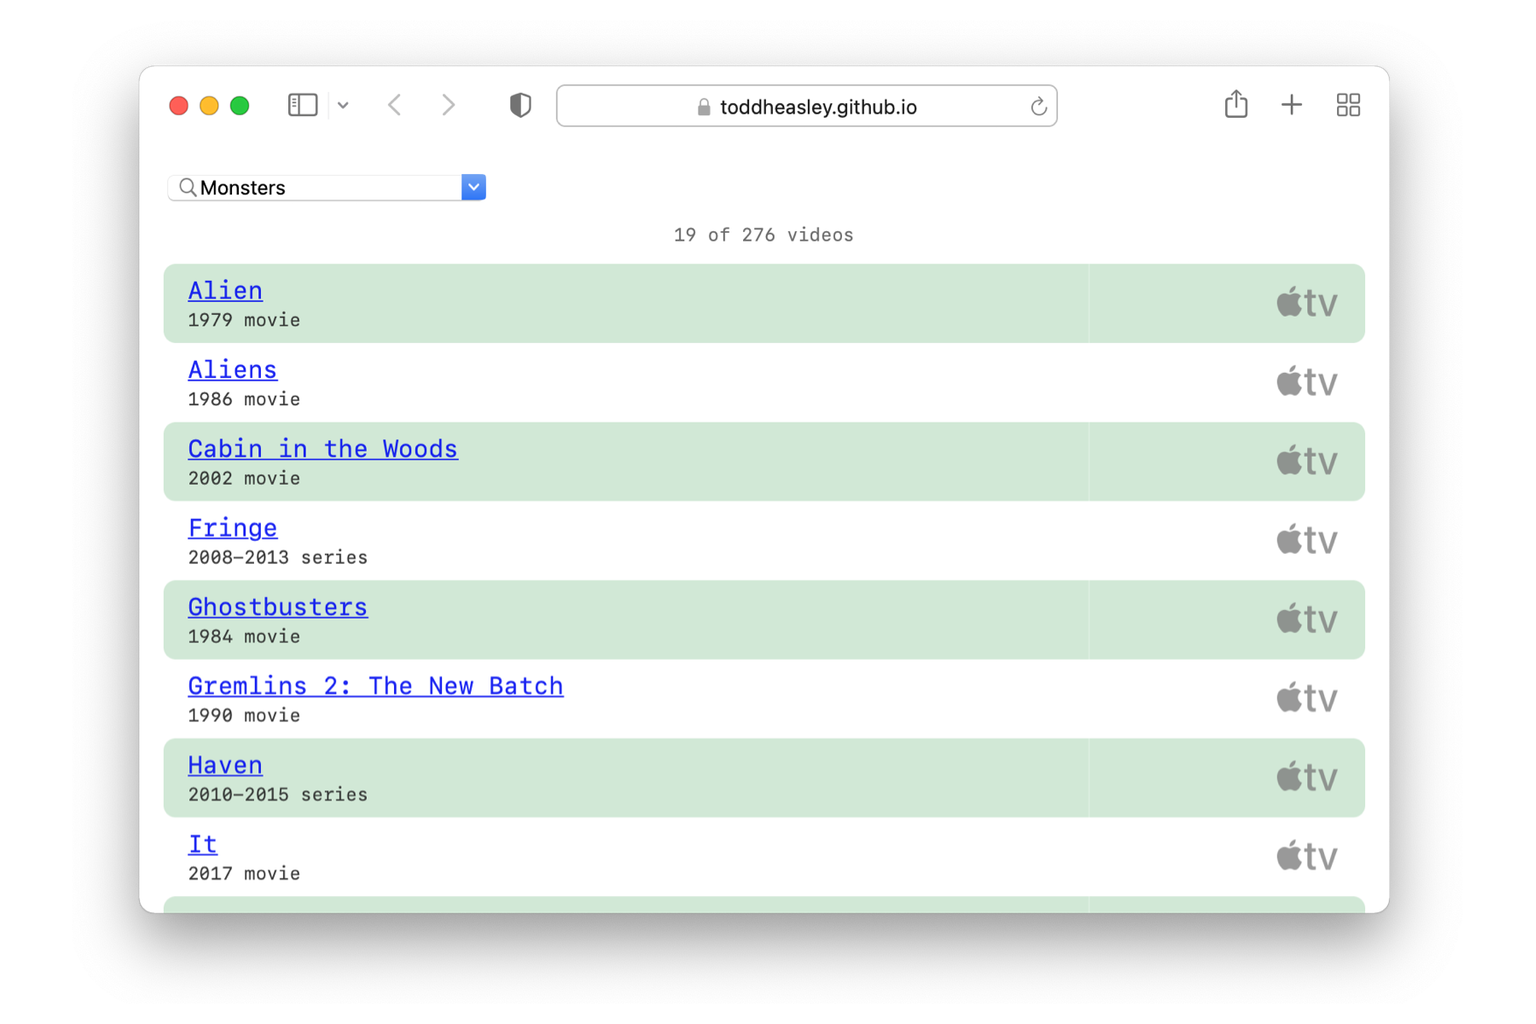 toddheasley.github.io
Monsters
19 of 276 videos
Alien
1979 movie
tv
Aliens
1986 movie
tv
Cabin in the Woods
2002 movie
tv
Fringe
2008–2013 series
tv
Ghostbusters
1984 movie
tv
Gremlins 2: The New Batch
1990 movie
tv
Haven
2010–2015 series
tv
It
2017 movie
tv